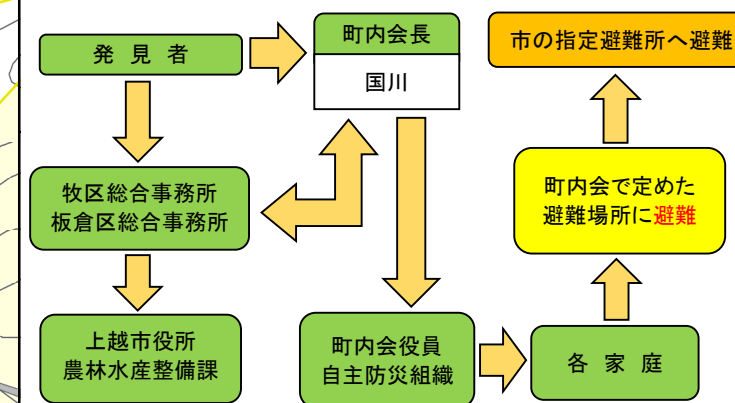 発 見 者
町内会長
国川
市の指定避難所へ避難
牧区総合事務所
板倉区総合事務所
町内会で定めた
避難場所に避難
上越市役所
農林水産整備課
町内会役員
自主防災組織
各 家 庭